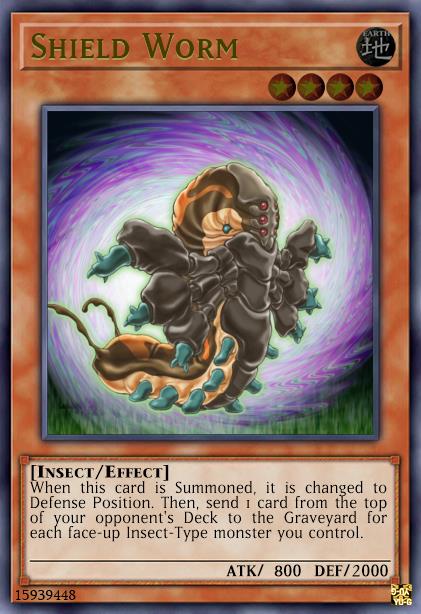 SHIELD WORM
EARTH
地
[INSECT/EFFECT]
When this card is Summoned, it is changed to
Defense Position. Then, send 1 card from the top
of your opponent's Deck to the Graveyard for
each face-up Insect-Type monster you control.
ATK/ 800 DEF/2000
15939448